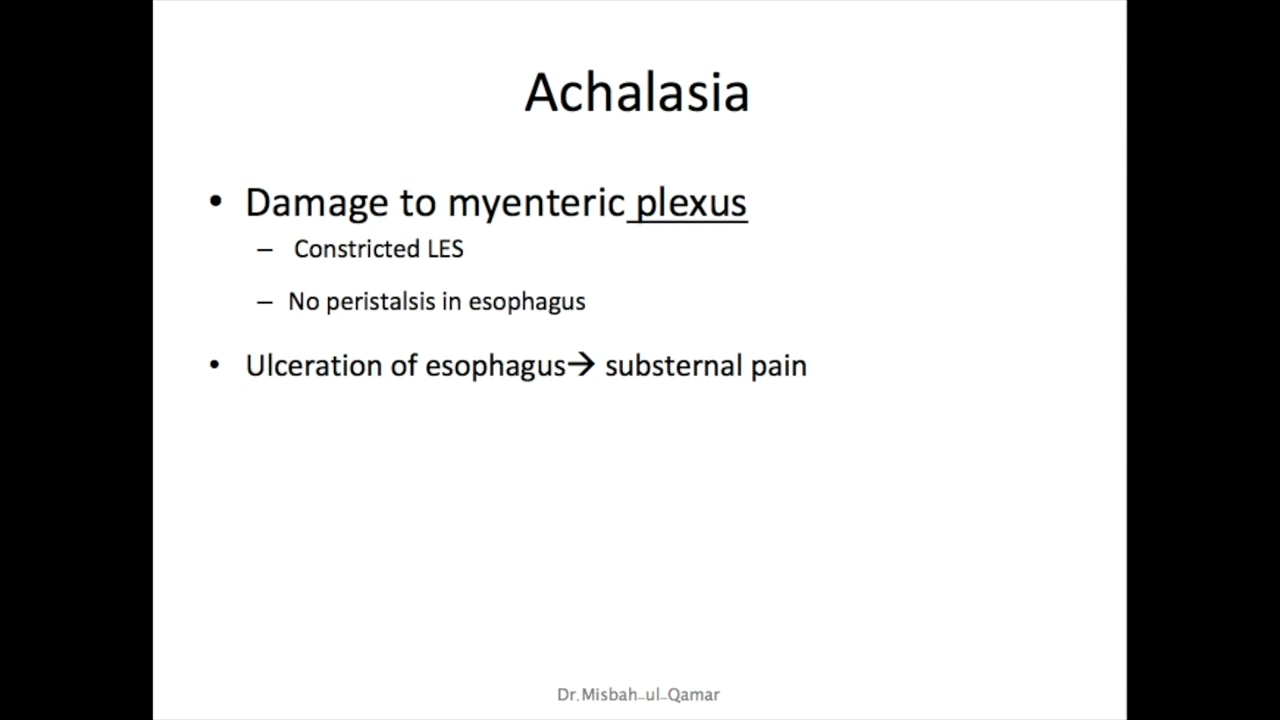 Achalasia
• Damage to myenteric plexus
– Constricted LES
– No peristalsis in esophagus
• Ulceration of esophagus→ substernal pain
Dr.Misbah-ul-Qamar